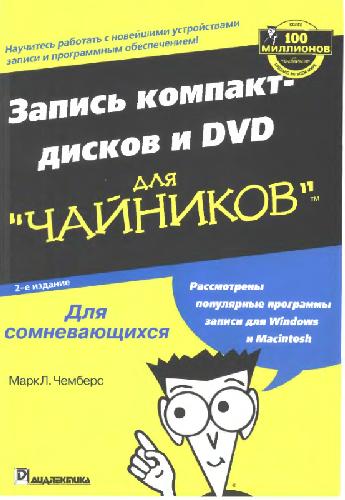 Научитесь работать с новейшими устройствами
записи и программным обеспечением!
100
МИЛЛИОНОВ
Запись компакт-
дисков и DVD
для
"ЧАЙНИКОВ"™
2-е издание
Рассмотрены
популярные программы
записи для Windows
и Macintosh
Для
сомневающихся
Марк Л. Чемберс
ДИАЛЕКТИКА